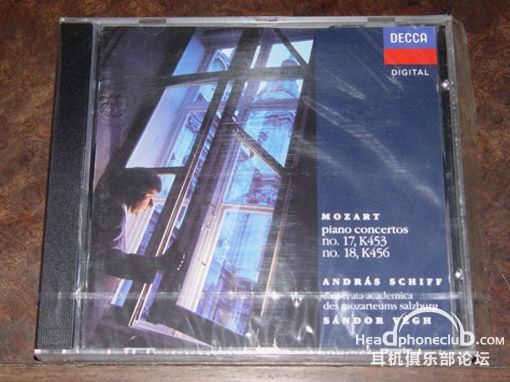 DECCA
DIGITAL
MOZART
piano concertos
no. 17, K453
no. 18, K456
ANDRÁS SCHIFF
camerata academica
des mozarteums salzburg
SÁNDOR VÉGH
Headphoneclub.com
耳机俱乐部论坛